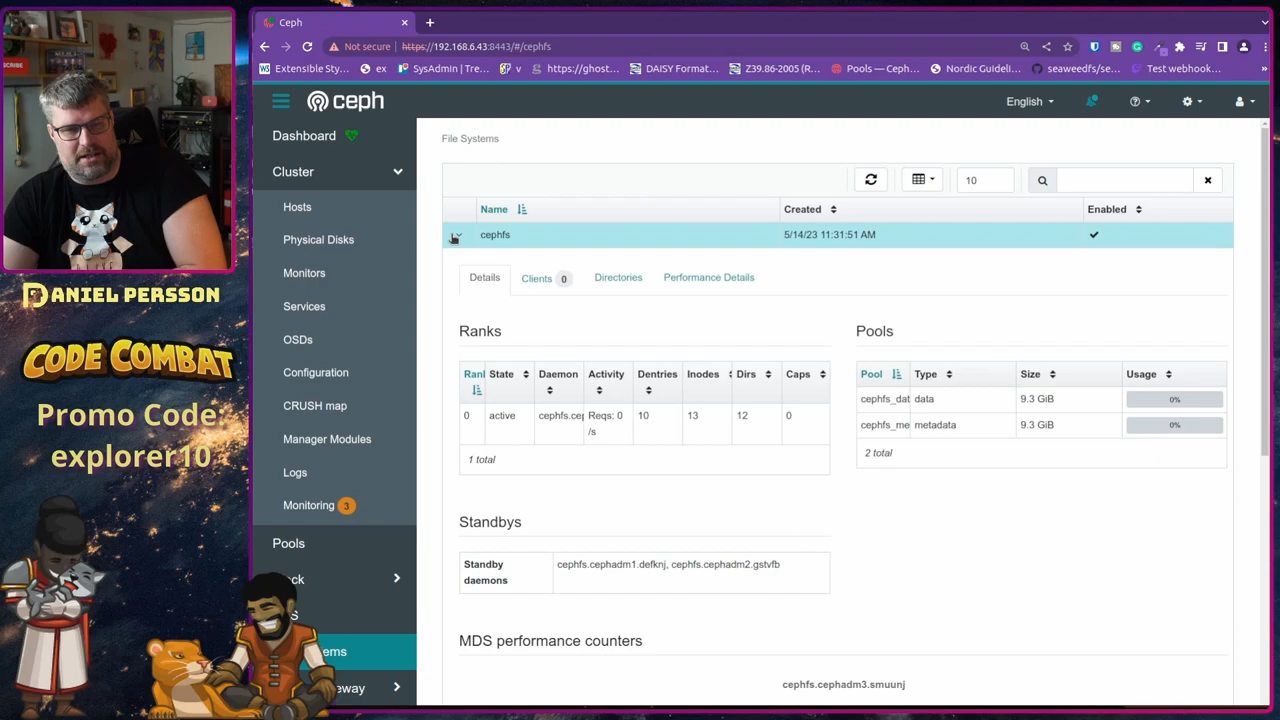 SUBSCRIBE
DANIEL PERSSON
CODE COMBAT
Promo Code:
explorer10
Ceph
Not secure
https://192.168.6.43:8443/#/cephfs
Extensible Sty...
ex
SysAdmin | Tre...
v
https://ghost...
DAISY Format...
Z39.86-2005 (R...
Pools — Ceph...
Nordic Guideli...
seaweedfs/se...
Test webhook...
ceph
English
Dashboard
Cluster
Hosts
Physical Disks
Monitors
Services
OSDs
Configuration
CRUSH map
Manager Modules
Logs
Monitoring 3
Pools
File Systems
10
Name
Created
Enabled
cephfs
5/14/23 11:31:51 AM
Details
Clients 0
Directories
Performance Details
Ranks
Rank State Daemon Activity Dentries Inodes Dirs Caps
0 active cephfs.cep Reqs: 0 10 13 12 0
/s
1 total
Pools
Pool Type Size Usage
cephfs_dat data 9.3 GiB 0%
cephfs_me metadata 9.3 GiB 0%
2 total
Standbys
Standby
daemons
cephfs.cephadm1.defknj, cephfs.cephadm2.gstvfb
MDS performance counters
cephfs.cephadm3.smuunj